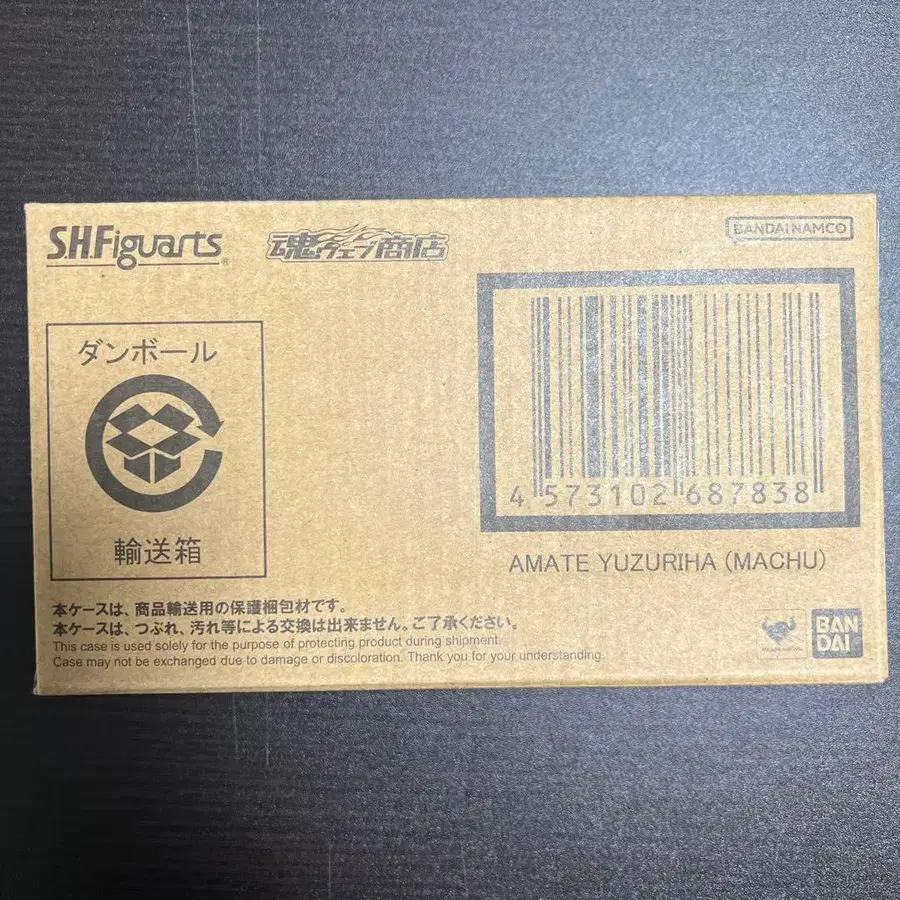 S.H.Figuarts
魂ウェブ商店
BANDAI NAMCO
ダンボール
輸送箱
4 573102 687838
AMATE YUZURIHA (MACHU)
本ケースは、商品輸送用の保護梱包材です。
本ケースは、つぶれ、汚れ等による交換は出来ません。ご了承ください。
This case is used solely for the purpose of protecting product during shipment.
Case may not be exchanged due to damage or discoloration. Thank you for your understanding.
BAN
DAI